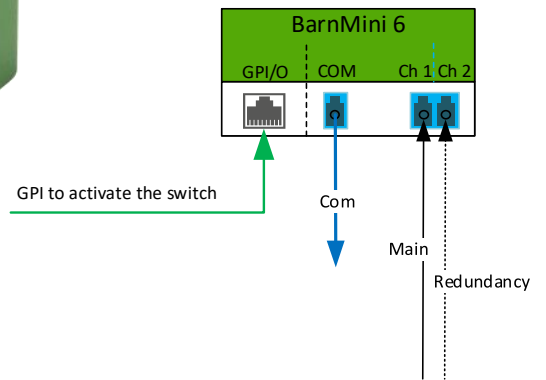 BarnMini 6
GPI/O COM Ch 1 Ch 2
GPI to activate the switch
Com
Main
Redundancy